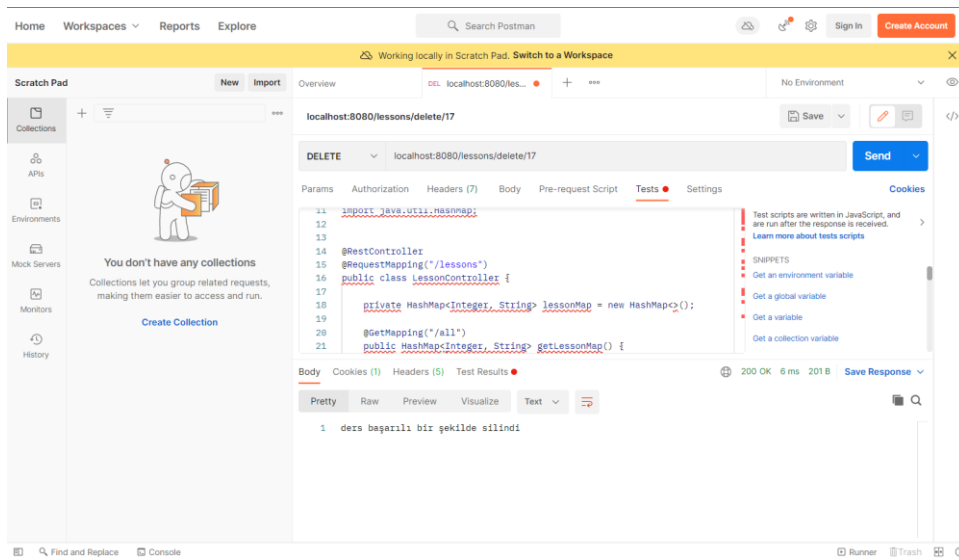 Home Workspaces Reports Explore Search Postman Sign In Create Account
Working locally in Scratch Pad. Switch to a Workspace
Scratch Pad New Import Overview DEL localhost:8080/les... No Environment
Collections
localhost:8080/lessons/delete/17 Save
APIs
DELETE localhost:8080/lessons/delete/17 Send
Environments
Params Authorization Headers (7) Body Pre-request Script Tests Settings Cookies
Mock Servers
Monitors
History
You don't have any collections
Collections let you group related requests,
making them easier to access and run.
Create Collection
11 import java.util.HashMap;
12
13
14 @RestController
15 @RequestMapping("/lessons")
16 public class LessonController {
17
18 private HashMap<Integer, String> lessonMap = new HashMap<>();
19
20 @GetMapping("/all")
21 public HashMap<Integer, String> getLessonMap() {
Test scripts are written in JavaScript, and
are run after the response is received.
Learn more about tests scripts
SNIPPETS
Get an environment variable
Get a global variable
Get a variable
Get a collection variable
Body Cookies (1) Headers (5) Test Results 200 OK 6 ms 201 B Save Response
Pretty Raw Preview Visualize Text
1 ders başarılı bir şekilde silindi
Find and Replace Console Runner Trash